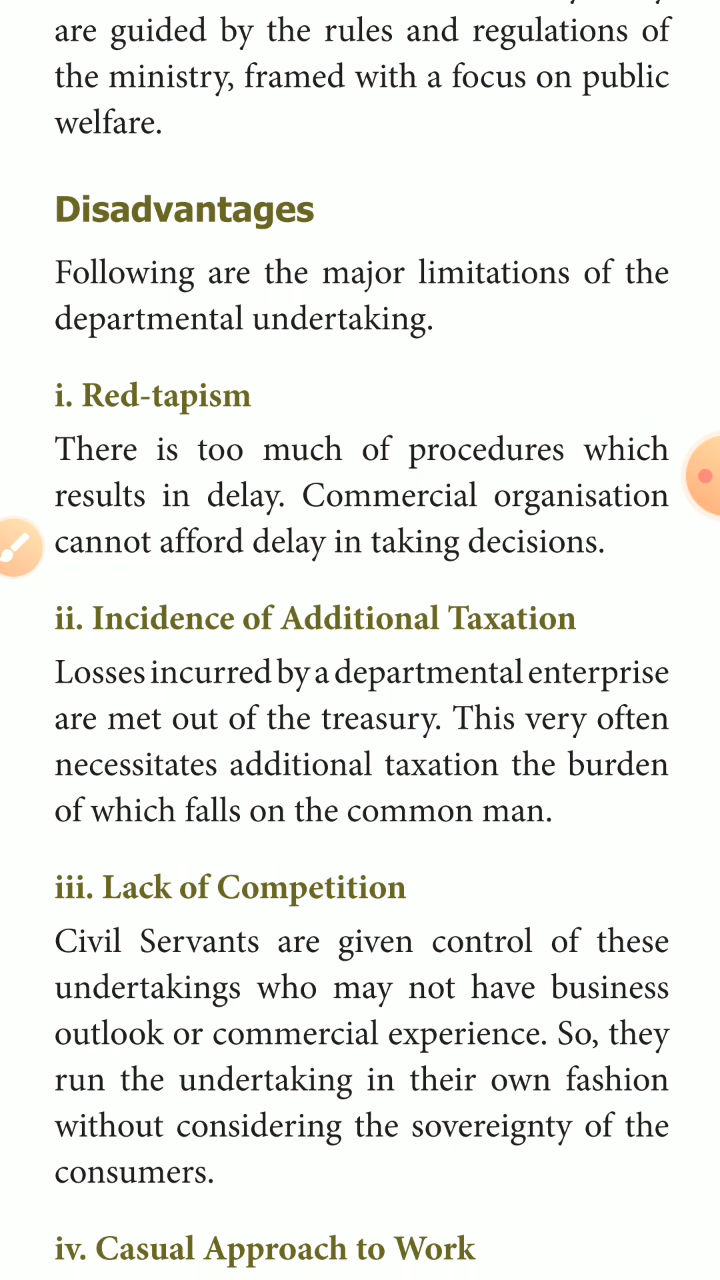 are guided by the rules and regulations of
the ministry, framed with a focus on public
welfare.
Disadvantages
Following are the major limitations of the
departmental undertaking.
i. Red-tapism
There is too much of procedures which
results in delay. Commercial organisation
cannot afford delay in taking decisions.
ii. Incidence of Additional Taxation
Losses incurred by a departmental enterprise
are met out of the treasury. This very often
necessitates additional taxation the burden
of which falls on the common man.
iii. Lack of Competition
Civil Servants are given control of these
undertakings who may not have business
outlook or commercial experience. So, they
run the undertaking in their own fashion
without considering the sovereignty of the
consumers.
iv. Casual Approach to Work